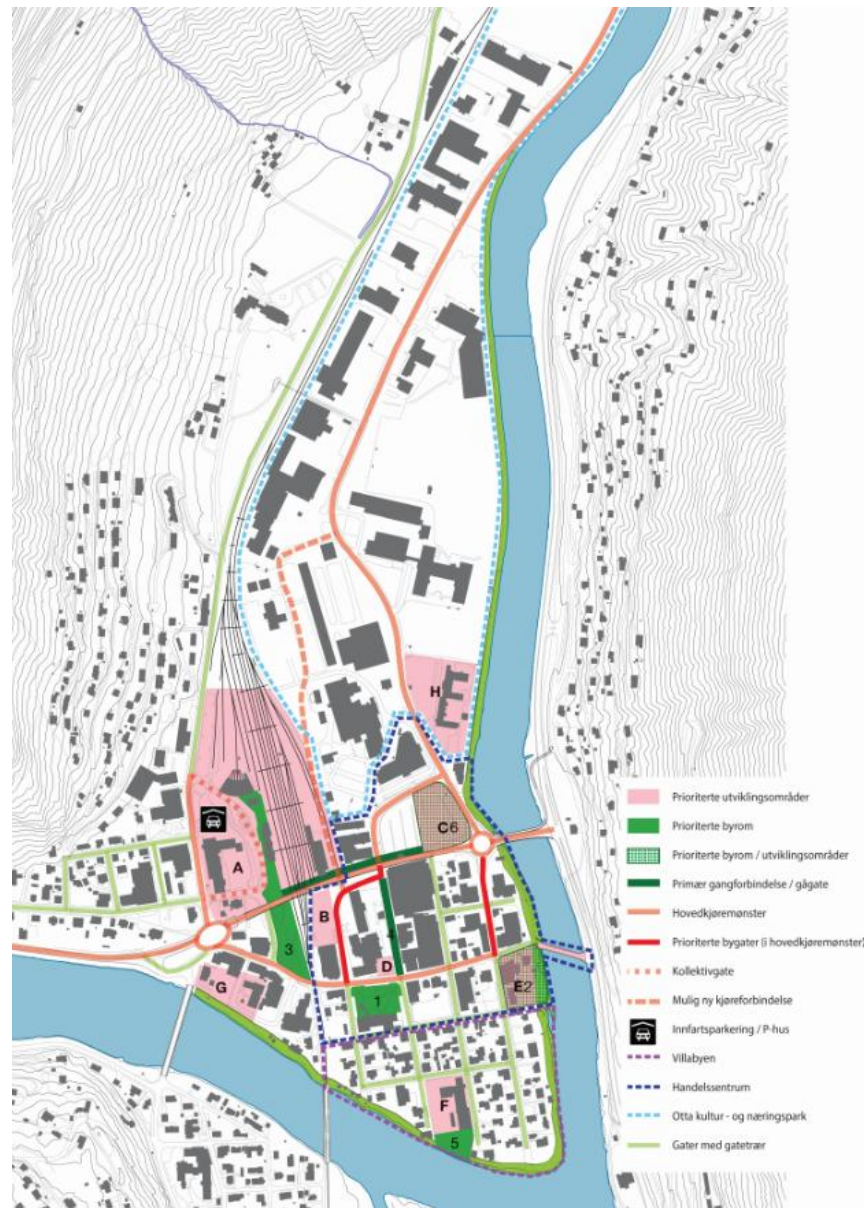 H
C6
A
B
4
3
D
E2
G
1
F
5
Prioriterte utviklingsområder
Prioriterte byrom
Prioriterte byrom / utviklingsområder
Primær gangforbindelse / gågate
Hovedkjøremønster
Prioriterte bygater (i hovedkjøremønster)
Kollektivgate
Mulig ny kjøreforbindelse
Innfartsparkering / P-hus
Villabyen
Handelssentrum
Otta kultur - og næringspark
Gater med gatetrær